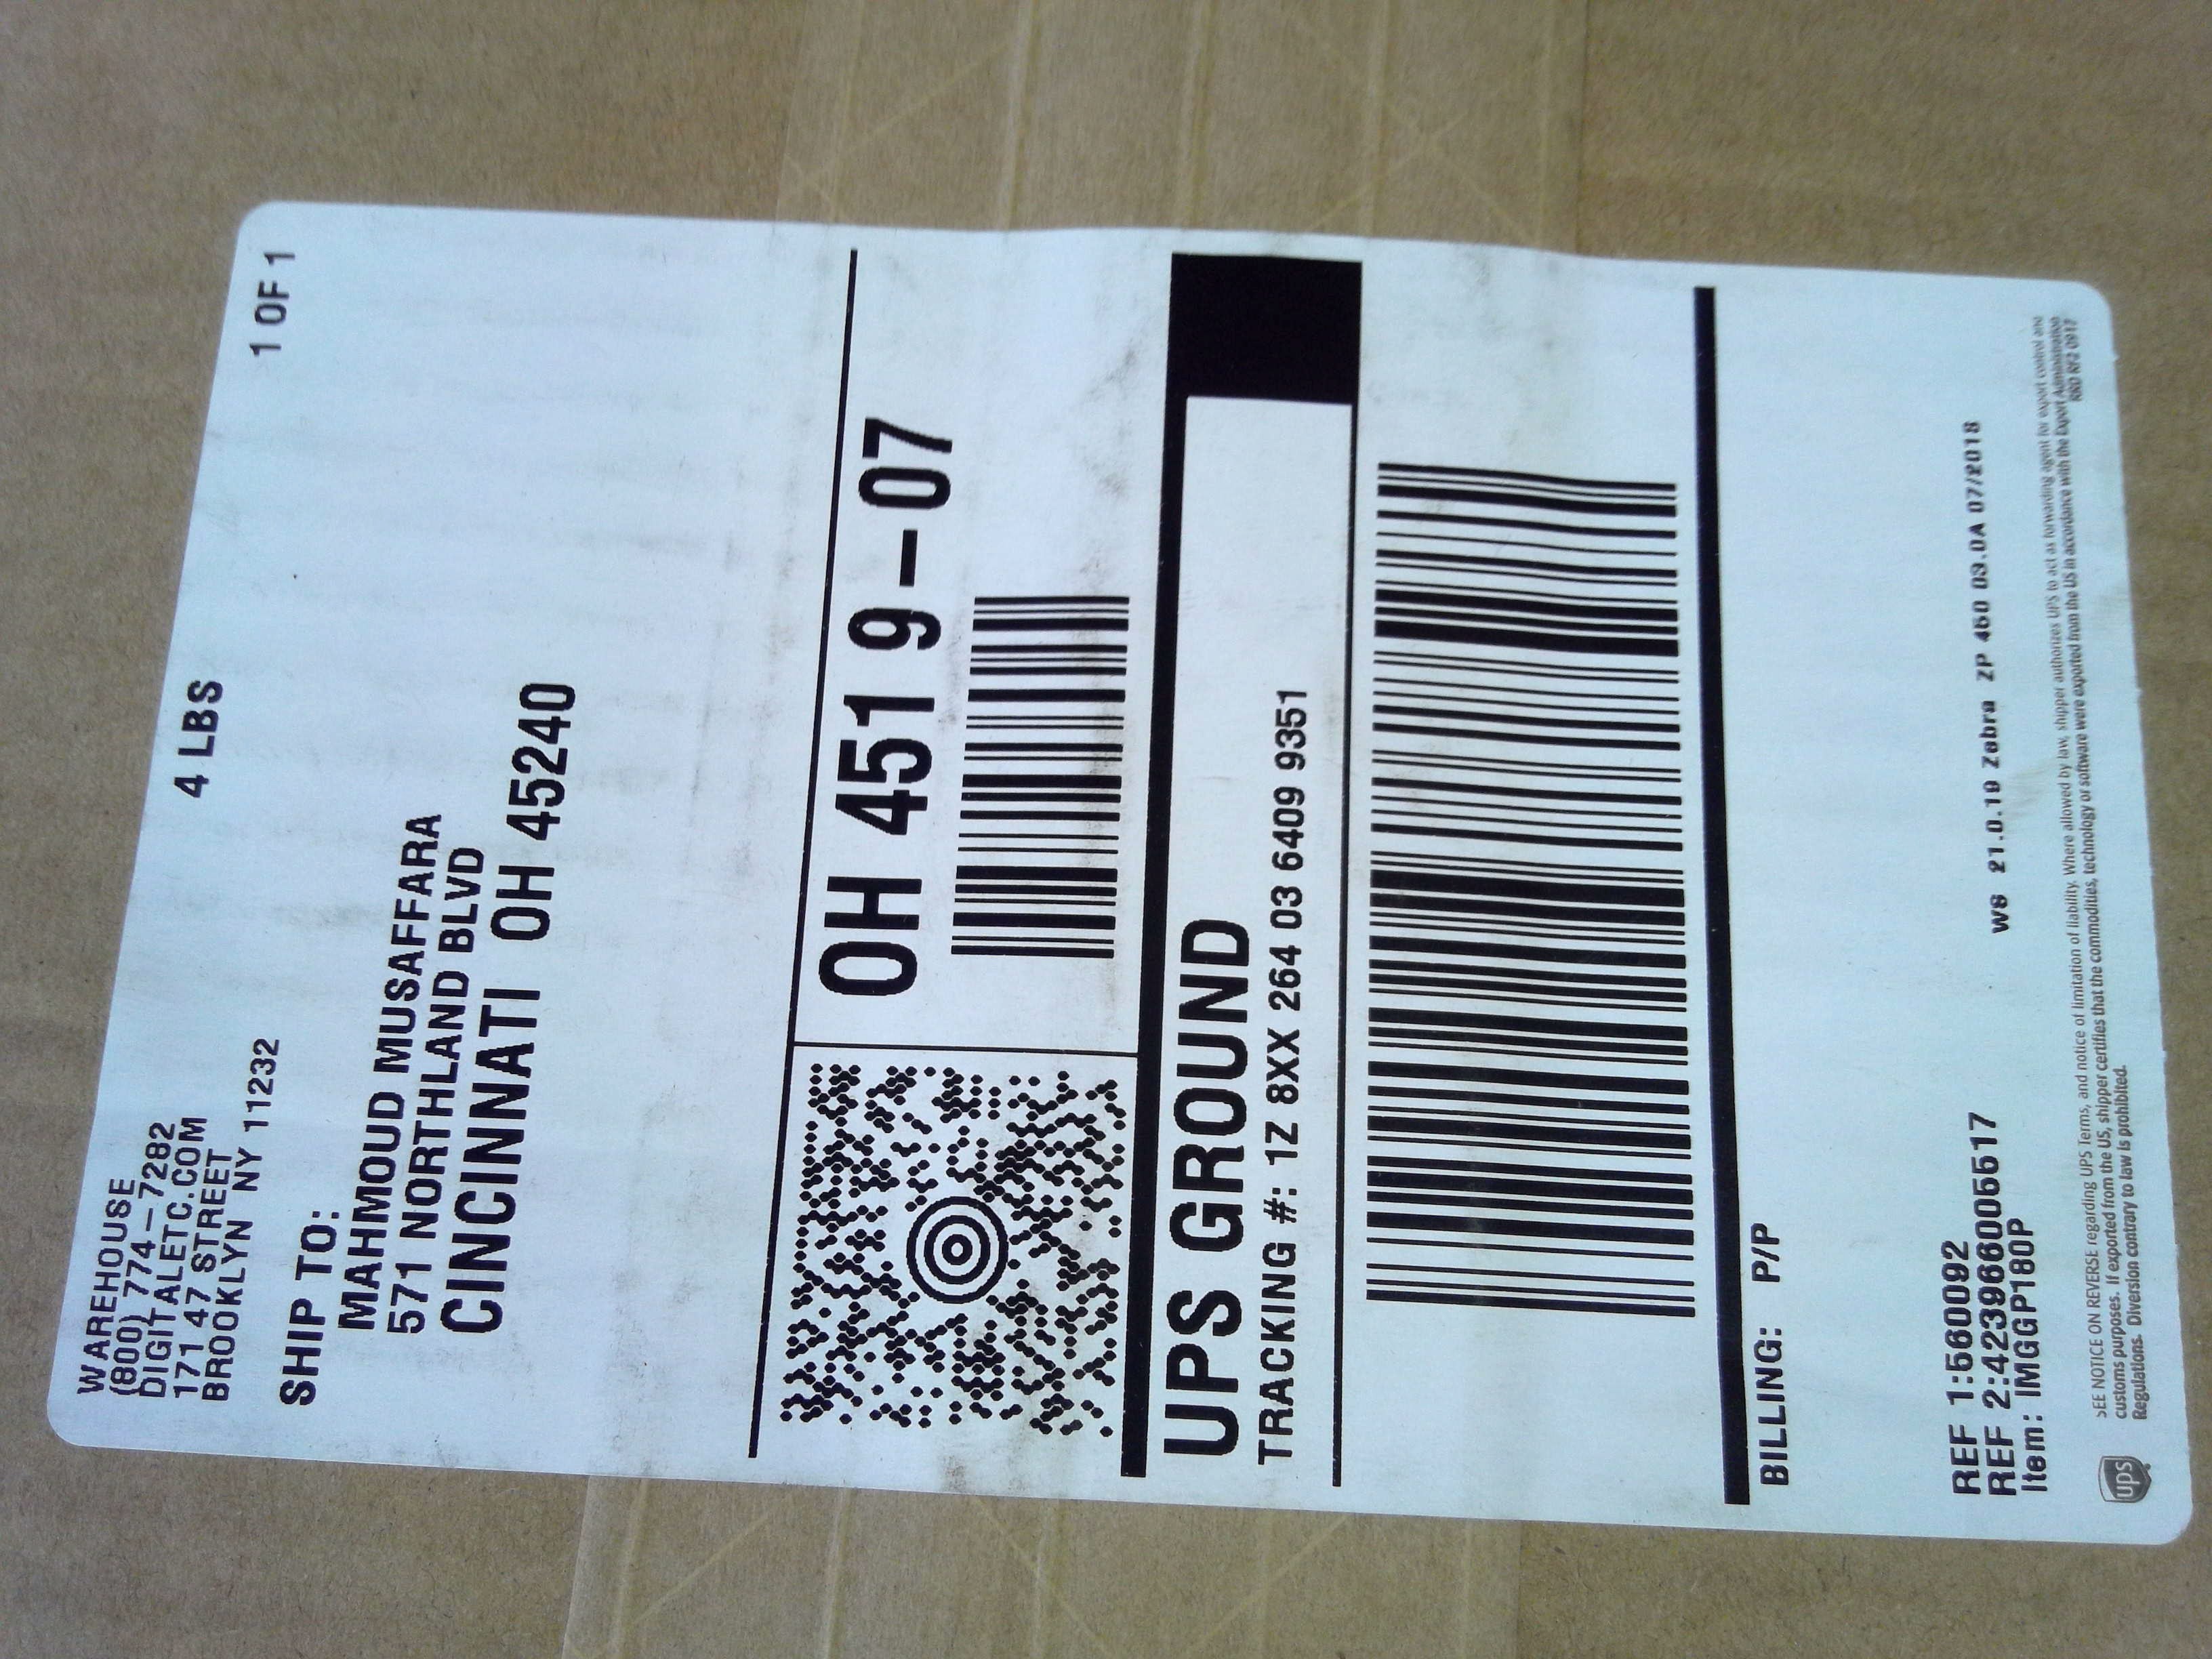 WAREHOUSE
(800) 774-7282
DIGITALETC.COM
171 47 STREET
BROOKLYN NY 11232
4 LBS
1 OF 1
SHIP TO:
MAHMOUD MUSAFFARA
571 NORTHLAND BLVD
CINCINNATI OH 45240
OH 451 9-07
UPS GROUND
TRACKING #: 1Z 8XX 264 03 6409 9351
BILLING: P/P
REF 1:560092
REF 2:423966005517
Item: IMGGP180P
WS 21.0.19 Zebra ZP 450 03.0A 07/2018
ups
SEE NOTICE ON REVERSE regarding UPS Terms, and notice of limitation of liability. Where allowed by law, shipper authorizes UPS to act as forwarding agent for export control and
customs purposes. If exported from the US, shipper certifies that the commodities, technology or software were exported from the US in accordance with the Export Administration
Regulations. Diversion contrary to law is prohibited.
RRD RF2 0917